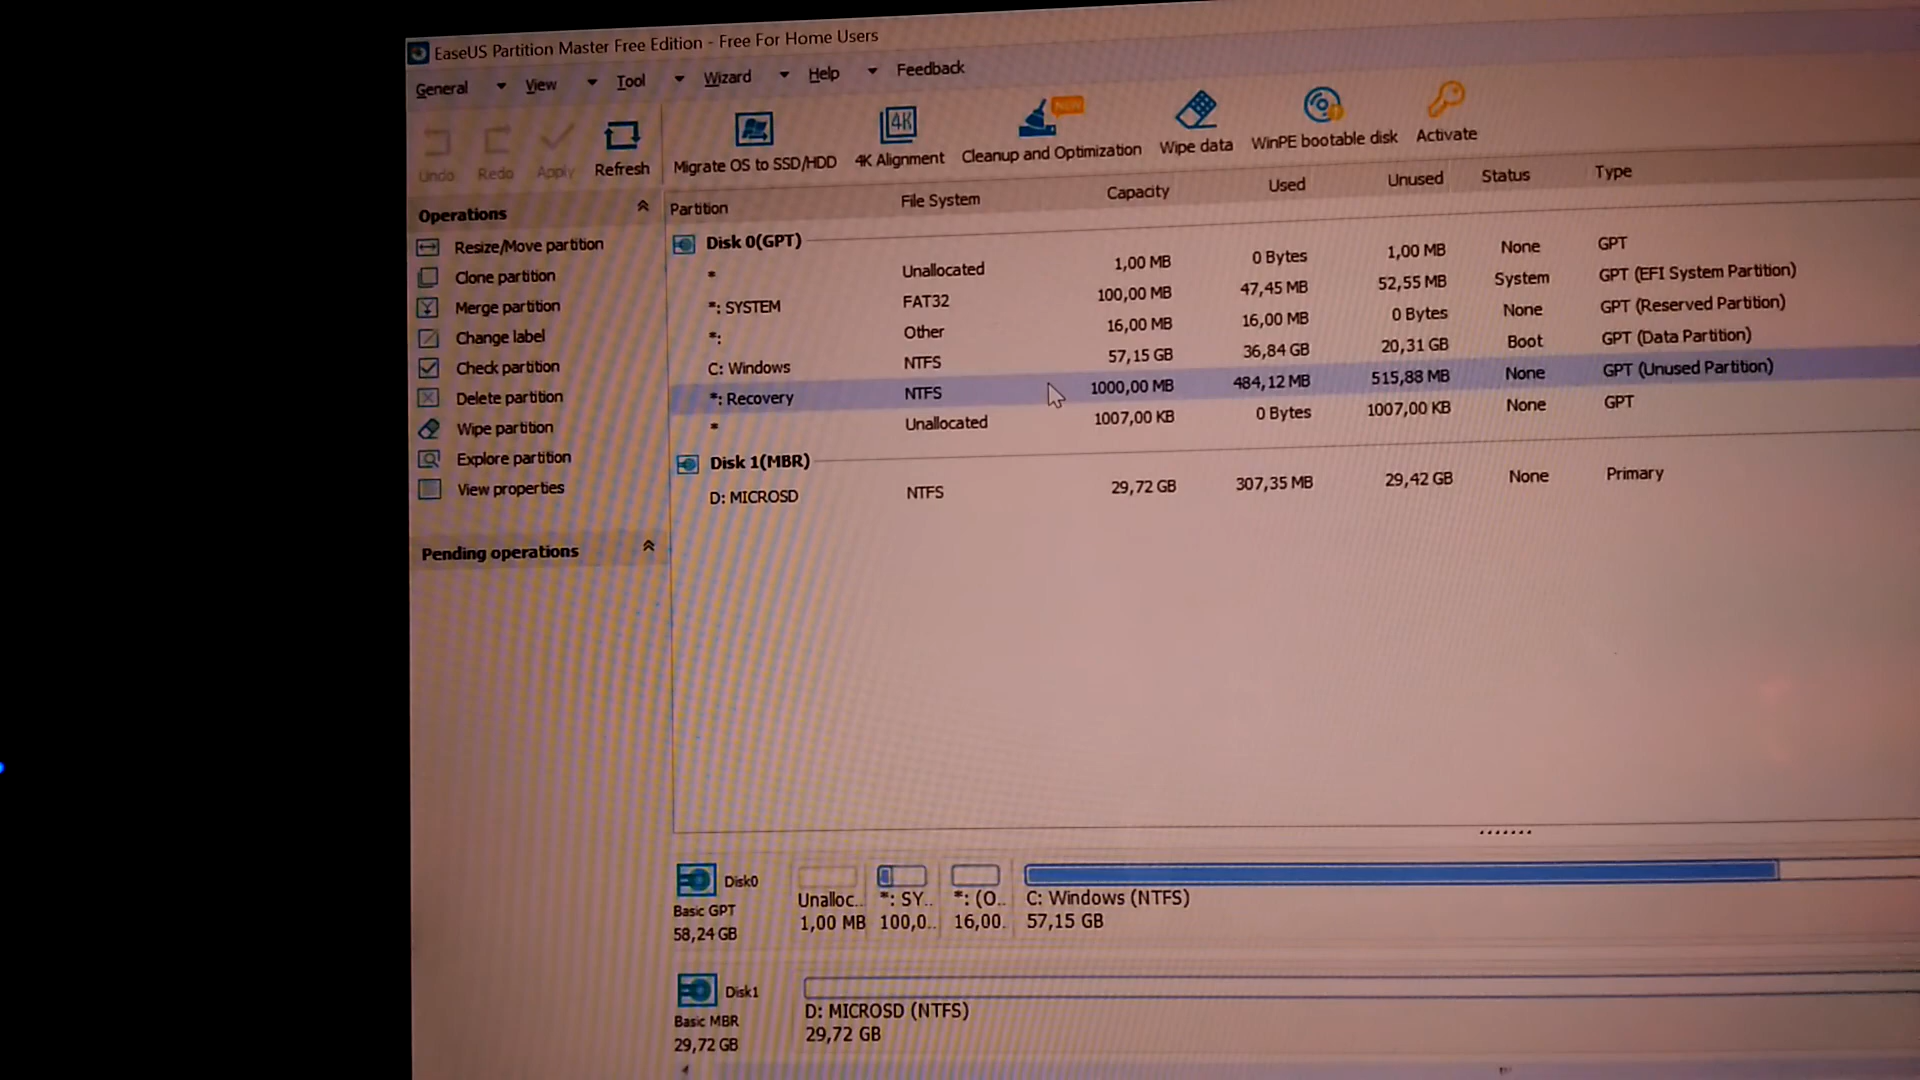 EaseUS Partition Master Free Edition - Free For Home Users
General View Tool Wizard Help Feedback
Undo Redo Apply Refresh Migrate OS to SSD/HDD 4K 4K Alignment New Cleanup and Optimization Wipe data WinPE bootable disk Activate
Operations
Resize/Move partition
Clone partition
Merge partition
Change label
Check partition
Delete partition
Wipe partition
Explore partition
View properties
Pending operations
Partition File System Capacity Used Unused Status Type
Disk 0(GPT)
* Unallocated 1,00 MB 0 Bytes 1,00 MB None GPT
*: SYSTEM FAT32 100,00 MB 47,45 MB 52,55 MB System GPT (EFI System Partition)
*: Other 16,00 MB 16,00 MB 0 Bytes None GPT (Reserved Partition)
C: Windows NTFS 57,15 GB 36,84 GB 20,31 GB Boot GPT (Data Partition)
*: Recovery NTFS 1000,00 MB 484,12 MB 515,88 MB None GPT (Unused Partition)
* Unallocated 1007,00 KB 0 Bytes 1007,00 KB None GPT
Disk 1(MBR)
D: MICROSD NTFS 29,72 GB 307,35 MB 29,42 GB None Primary
Disk0
Basic GPT
58,24 GB
Unalloc.. *: SY.. *: (O.. C: Windows (NTFS)
1,00 MB 100,0.. 16,00. 57,15 GB
Disk1
Basic MBR
29,72 GB
D: MICROSD (NTFS)
29,72 GB